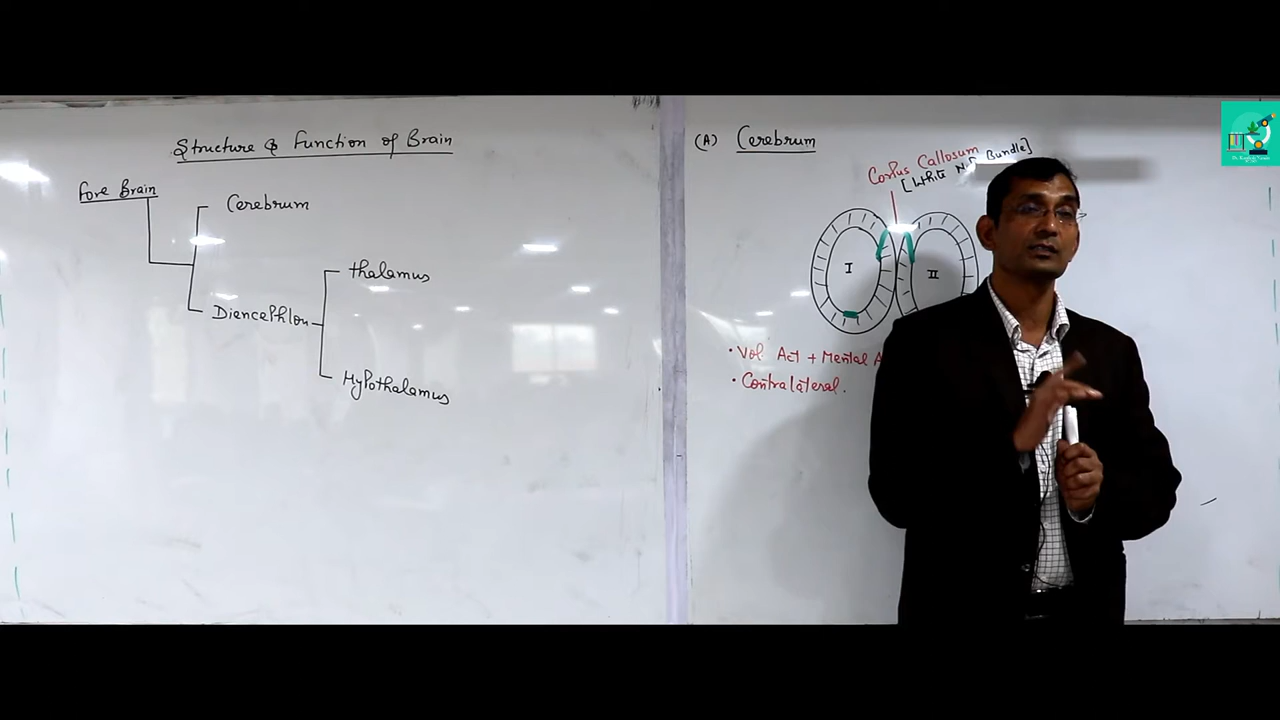 Structure & Function of Brain
Fore Brain
Cerebrum
Diencephlon
thalamus
Hypothalamus
(A) Cerebrum
Corpus Callosum
[White Bundle]
I
II
• Vol Act + Mental A
• Contralateral.